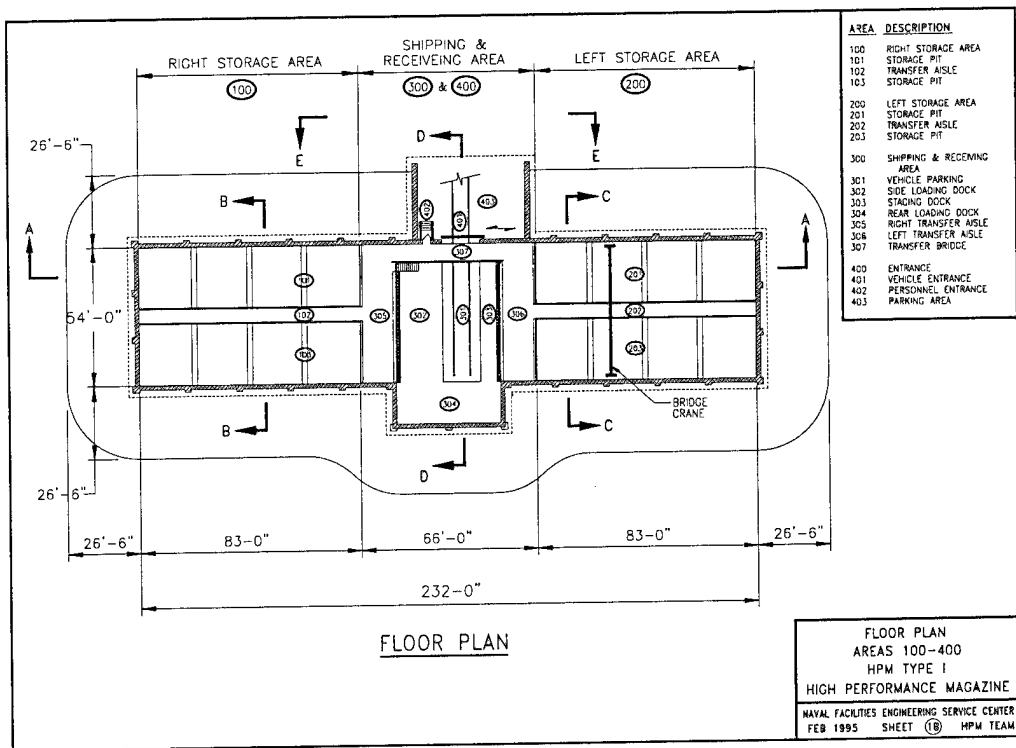 SHIPPING &
RIGHT STORAGE AREA
RECEIVEING AREA
LEFT STORAGE AREA
100
300 & 400
200
AREA DESCRIPTION
100 RIGHT STORAGE AREA
101 STORAGE PIT
102 TRANSFER AISLE
103 STORAGE PIT
200 LEFT STORAGE AREA
201 STORAGE PIT
202 TRANSFER AISLE
203 STORAGE PIT
300 SHIPPING & RECEIVING
AREA
301 VEHICLE PARKING
302 SIDE LOADING DOCK
303 STAGING DOCK
304 REAR LOADING DOCK
305 RIGHT TRANSFER AISLE
306 LEFT TRANSFER AISLE
307 TRANSFER BRIDGE
400 ENTRANCE
401 VEHICLE ENTRANCE
402 PERSONNEL ENTRANCE
403 PARKING AREA
26'-6"
E
D
E
B
C
A
A
402
403
307
201
102
305
302
306
202
203
54'-0"
304
BRIDGE
CRANE
B
D
C
26'-6"
26'-6"
83-0"
66'-0"
83-0"
26'-6"
232-0"
FLOOR PLAN
FLOOR PLAN
AREAS 100-400
HPM TYPE I
HIGH PERFORMANCE MAGAZINE
NAVAL FACILITIES ENGINEERING SERVICE CENTER
FEB 1995 SHEET 1B HPM TEAM